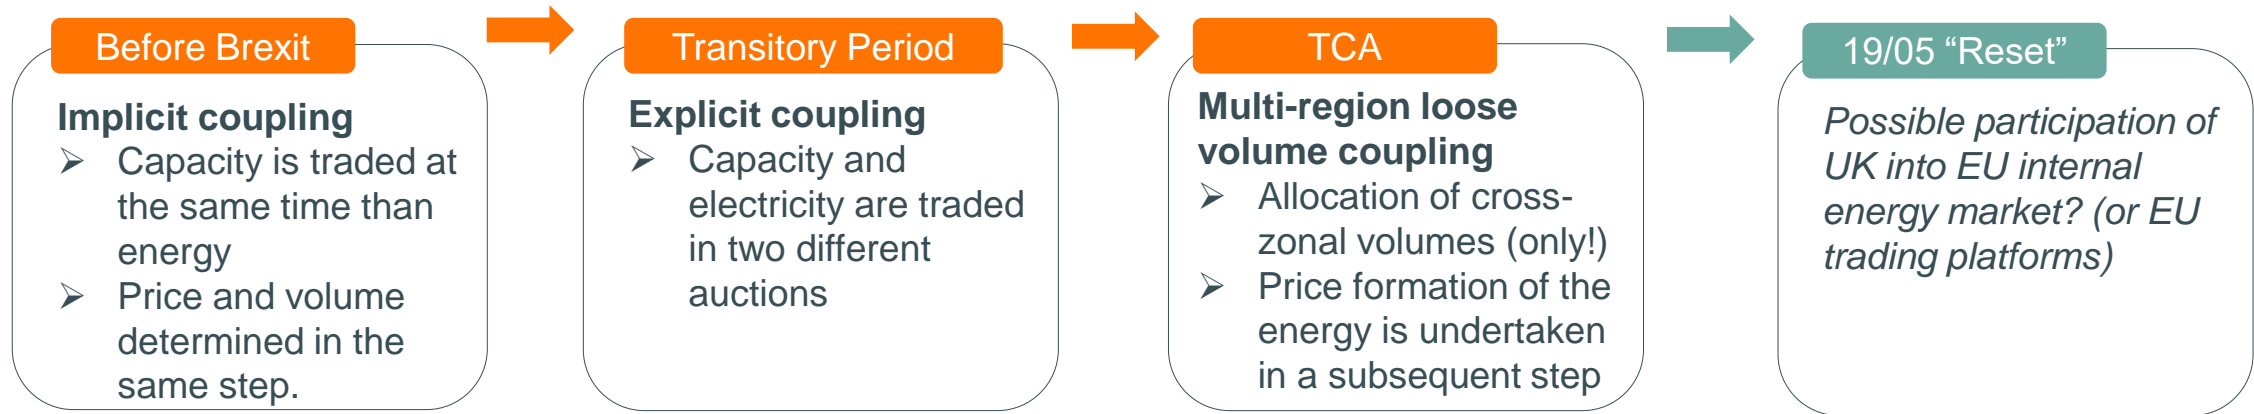 Before Brexit
Implicit coupling
➢ Capacity is traded at
the same time than
energy
➢ Price and volume
determined in the
same step.
Transitory Period
Explicit coupling
➢ Capacity and
electricity are traded
in two different
auctions
TCA
Multi-region loose
volume coupling
➢ Allocation of cross-
zonal volumes (only!)
➢ Price formation of the
energy is undertaken
in a subsequent step
19/05 “Reset”
Possible participation of
UK into EU internal
energy market? (or EU
trading platforms)